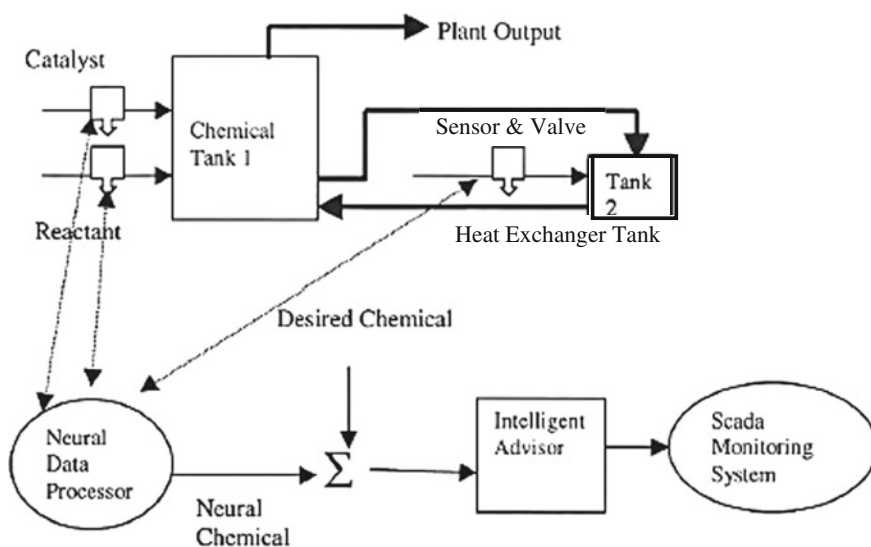 Plant Output
Catalyst
Chemical
Tank 1
Sensor & Valve
Tank
2
Reactant
Heat Exchanger Tank
Desired Chemical
Neural
Data
Processor
Σ
Intelligent
Advisor
Scada
Monitoring
System
Neural
Chemical